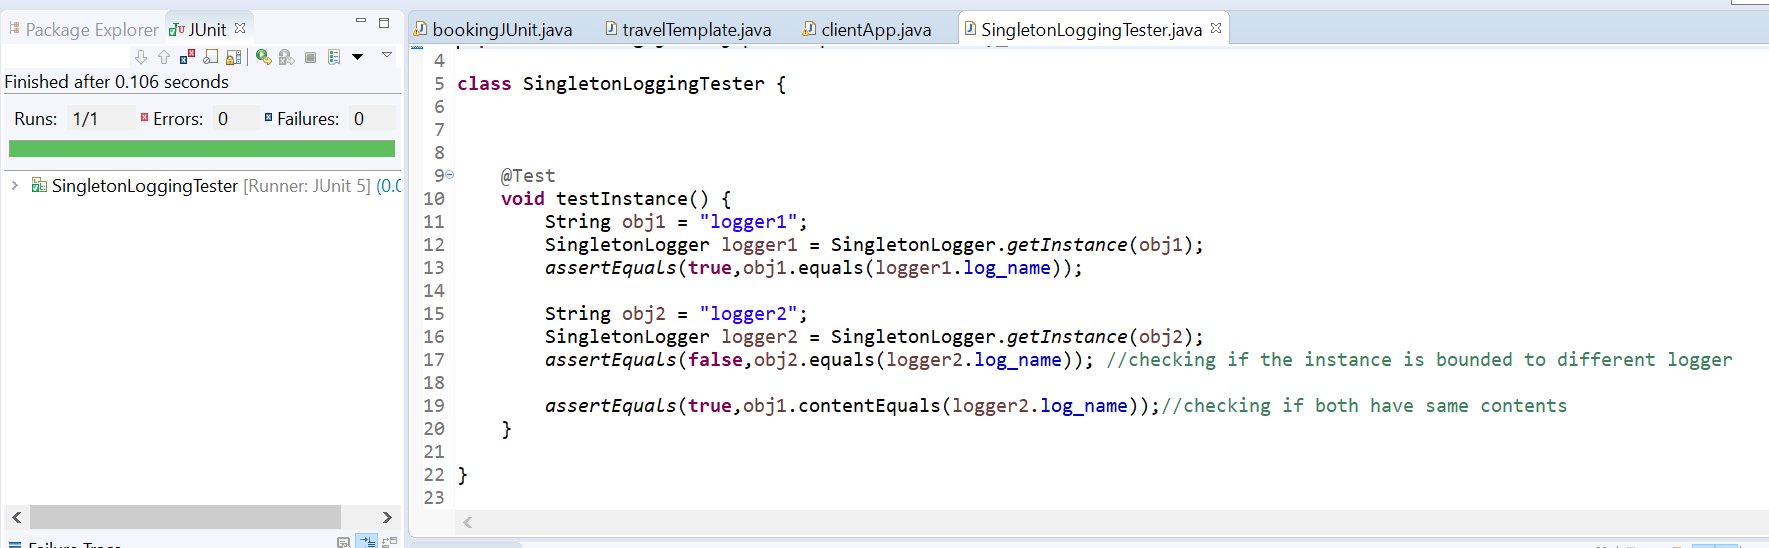 Package Explorer JUnit
Finished after 0.106 seconds
Runs: 1/1 Errors: 0 Failures: 0
SingletonLoggingTester [Runner: JUnit 5] (0.0
bookingJUnit.java travelTemplate.java clientApp.java SingletonLoggingTester.java
4
5 class SingletonLoggingTester {
6
7
8
9 @Test
10 void testInstance() {
11 String obj1 = "logger1";
12 SingletonLogger logger1 = SingletonLogger.getInstance(obj1);
13 assertEquals(true,obj1.equals(logger1.log_name));
14
15 String obj2 = "logger2";
16 SingletonLogger logger2 = SingletonLogger.getInstance(obj2);
17 assertEquals(false,obj2.equals(logger2.log_name)); //checking if the instance is bounded to different logger
18
19 assertEquals(true,obj1.contentEquals(logger2.log_name));//checking if both have same contents
20 }
21
22 }
23
Failure Trace